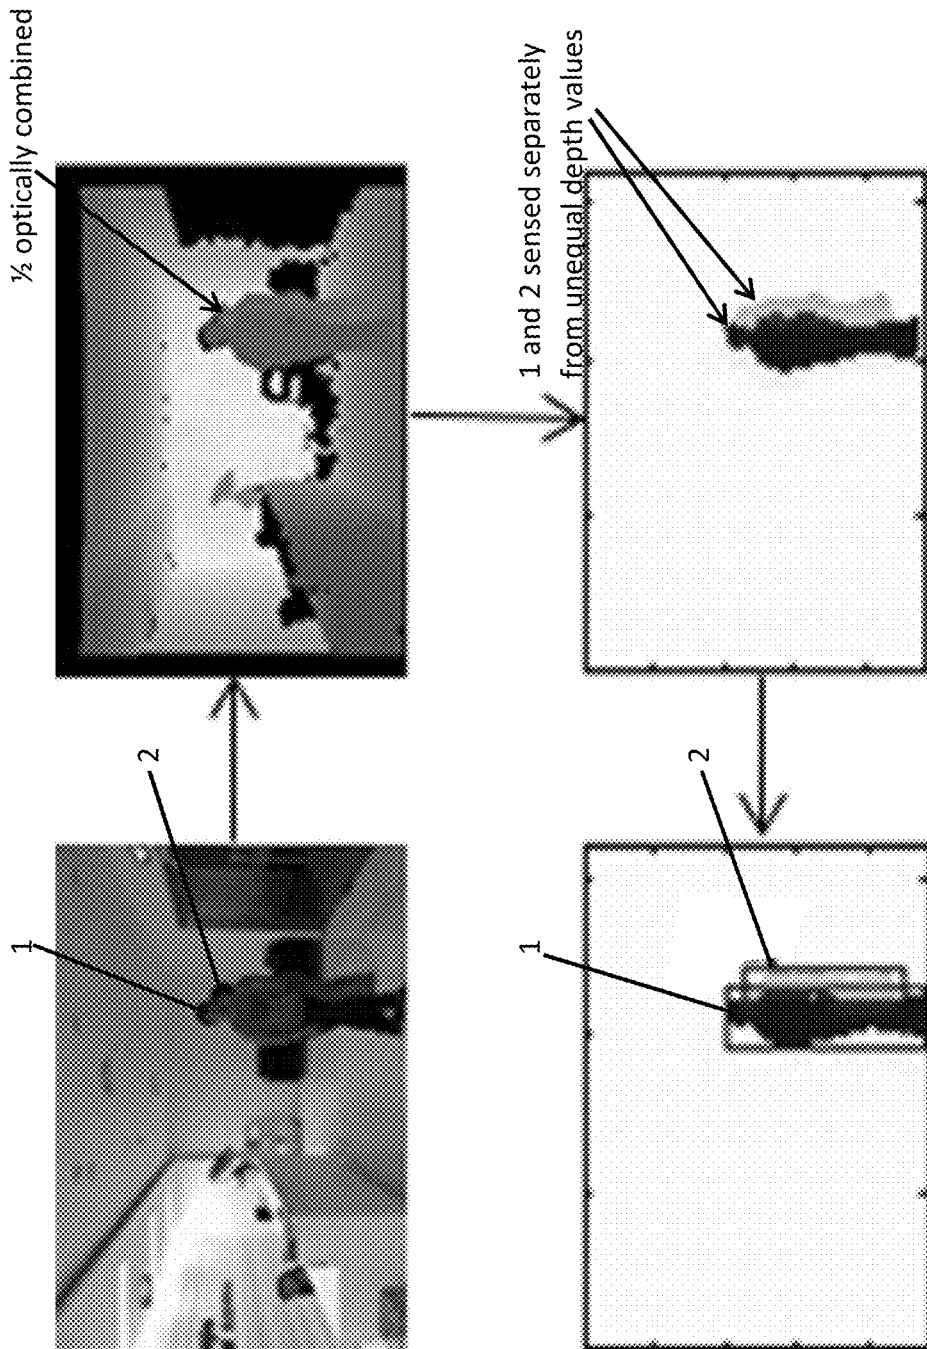 1
2
½ optically combined
1
2
1 and 2 sensed separately
from unequal depth values